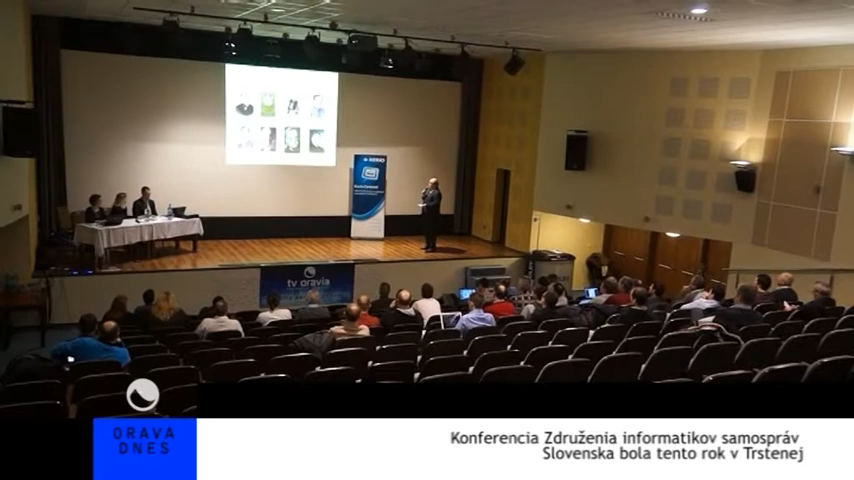 tv oravia
ORAVA
DNES
Konferencia Združenia informatikov samospráv
Slovenska bola tento rok v Trstenej